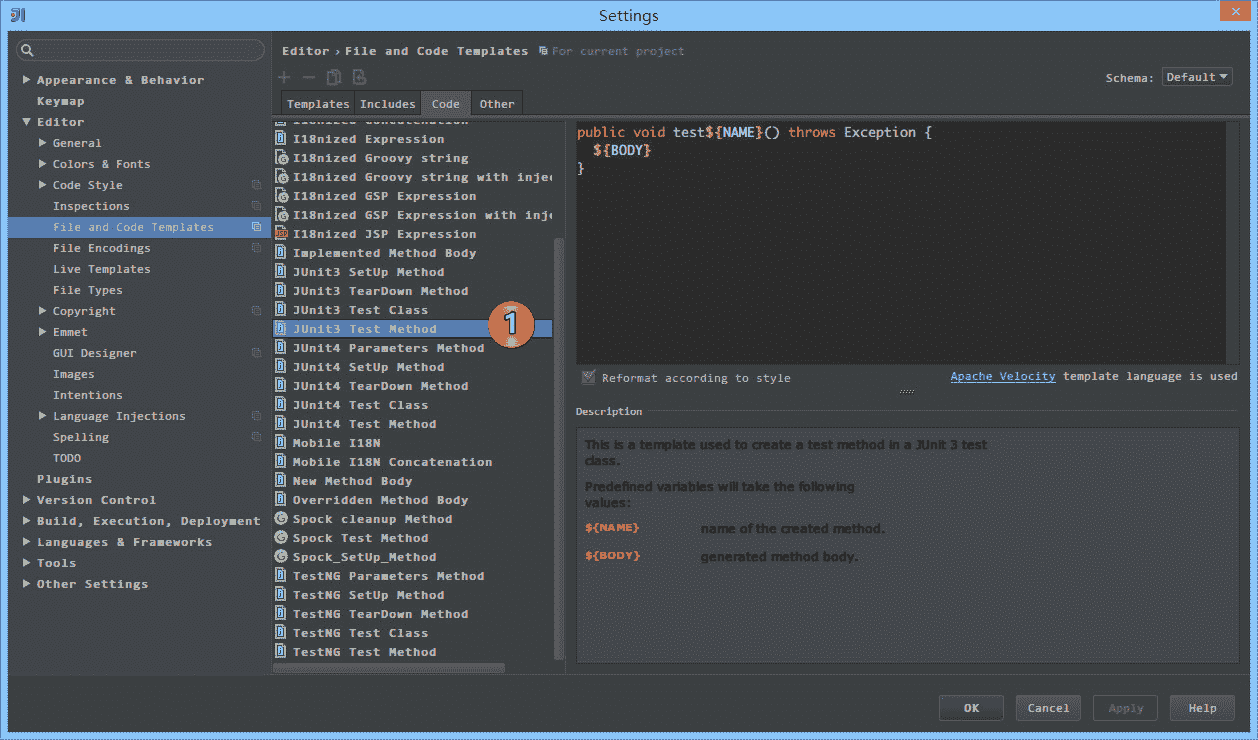 Settings
Editor › File and Code Templates For current project
Schema: Default
Templates Includes Code Other
Appearance & Behavior
Keymap
Editor
General
Colors & Fonts
Code Style
Inspections
File and Code Templates
File Encodings
Live Templates
File Types
Copyright
Emmet
GUI Designer
Images
Intentions
Language Injections
Spelling
TODO
Plugins
Version Control
Build, Execution, Deployment
Languages & Frameworks
Tools
Other Settings
I18nized Expression
I18nized Groovy string
I18nized Groovy string with inje
I18nized GSP Expression
I18nized GSP Expression with inje
I18nized JSP Expression
Implemented Method Body
JUnit3 SetUp Method
JUnit3 TearDown Method
JUnit3 Test Class
JUnit3 Test Method
1
JUnit4 Parameters Method
JUnit4 SetUp Method
JUnit4 TearDown Method
JUnit4 Test Class
JUnit4 Test Method
Mobile I18N
Mobile I18N Concatenation
New Method Body
Overridden Method Body
Spock cleanup Method
Spock Test Method
Spock_SetUp_Method
TestNG Parameters Method
TestNG SetUp Method
TestNG TearDown Method
TestNG Test Class
TestNG Test Method
public void test${NAME}() throws Exception {
${BODY}
}
Reformat according to style
Apache Velocity template language is used
Description
This is a template used to create a test method in a JUnit 3 test
class.
Predefined variables will take the following
values:
${NAME} name of the created method.
${BODY} generated method body.
OK Cancel Apply Help